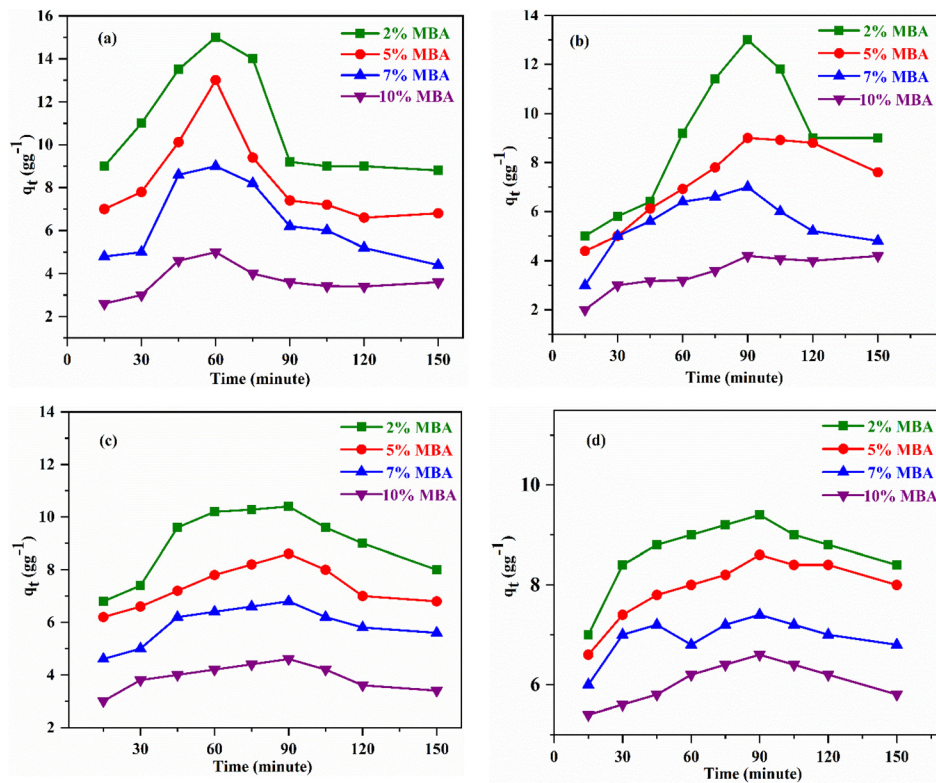 (a)
2% MBA
5% MBA
7% MBA
10% MBA
16
14
12
10
8
6
4
2
qt (gg-1)
0 30 60 90 120 150
Time (minute)
(b)
2% MBA
5% MBA
7% MBA
10% MBA
14
12
10
8
6
4
2
qt (gg-1)
0 30 60 90 120 150
Time (minute)
(c)
2% MBA
5% MBA
7% MBA
10% MBA
14
12
10
8
6
4
2
qt (gg-1)
30 60 90 120 150
Time (minute)
(d)
2% MBA
5% MBA
7% MBA
10% MBA
10
8
6
qt (gg-1)
0 30 60 90 120 150
Time (minute)